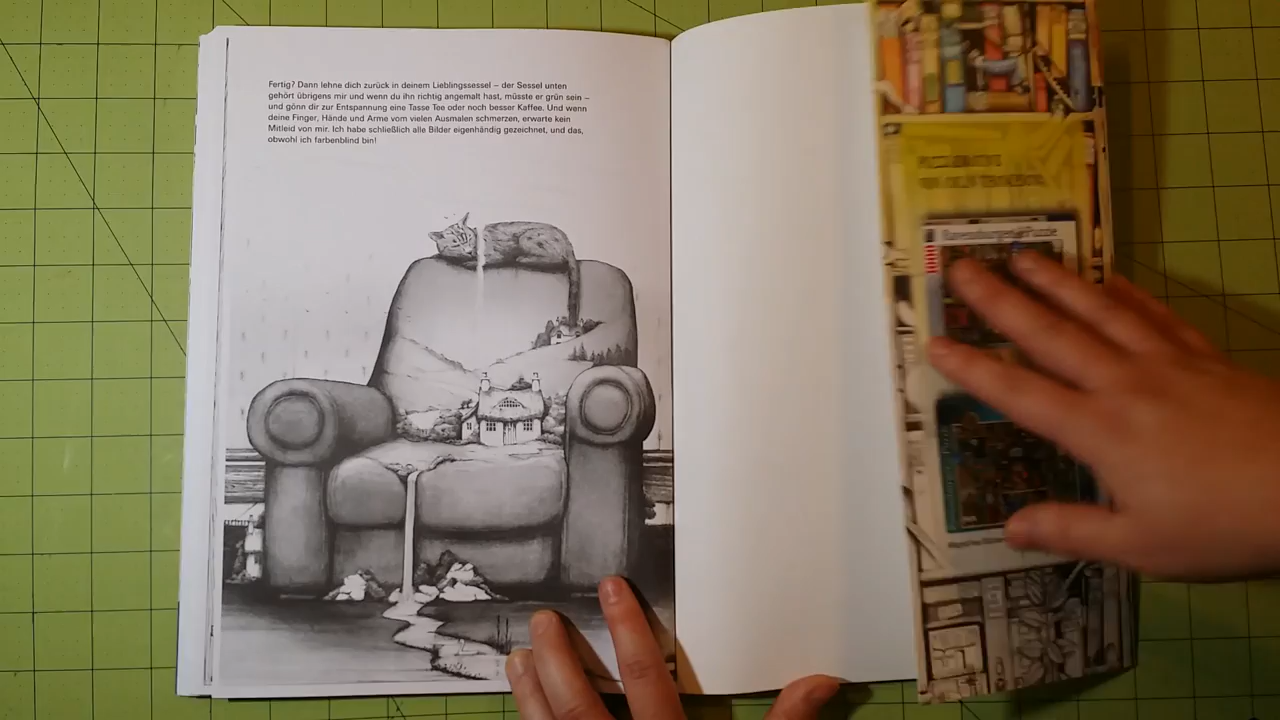 Fertig? Dann lehne dich zurück in deinem Lieblingssessel – der Sessel unten
gehört übrigens mir und wenn du ihn richtig angemalt hast, müsste er grün sein –
und gönn dir zur Entspannung eine Tasse Tee oder noch besser Kaffee. Und wenn
deine Finger, Hände und Arme vom vielen Ausmalen schmerzen, erwarte kein
Mitleid von mir. Ich habe schließlich alle Bilder eigenhändig gezeichnet, und das,
obwohl ich farbenblind bin!